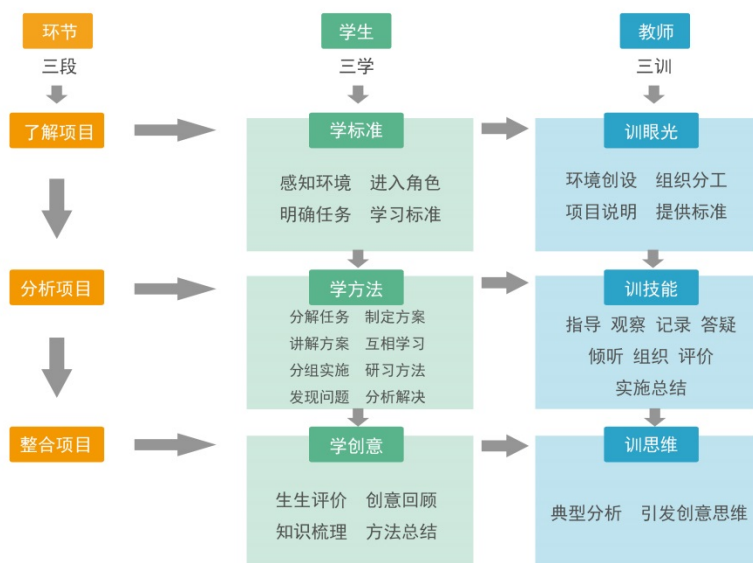 环节 学生 教师
三段 三学 三训
了解项目 学标准 训眼光
感知环境 进入角色 环境创设 组织分工
明确任务 学习标准 项目说明 提供标准
分析项目 学方法 训技能
分解任务 制定方案 指导 观察 记录 答疑
讲解方案 互相学习 倾听 组织 评价
分组实施 研习方法 实施总结
发现问题 分析解决
整合项目 学创意 训思维
生生评价 创意回顾 典型分析 引发创意思维
知识梳理 方法总结